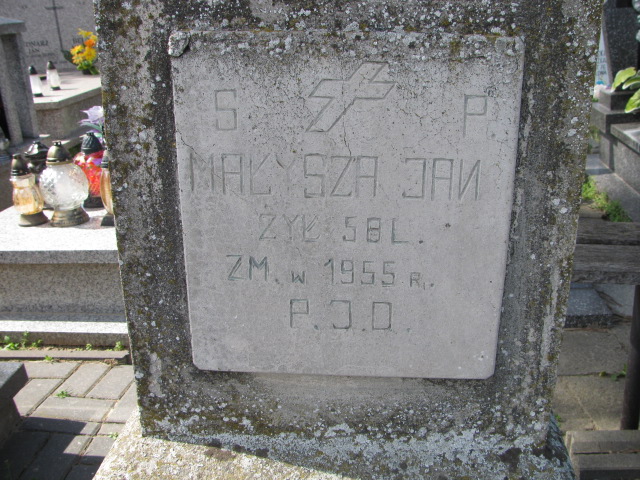 S P.
MAŁYSZA JAN
ŻYŁ 58 L.
ZM. w 1955 R.
P.J.D.